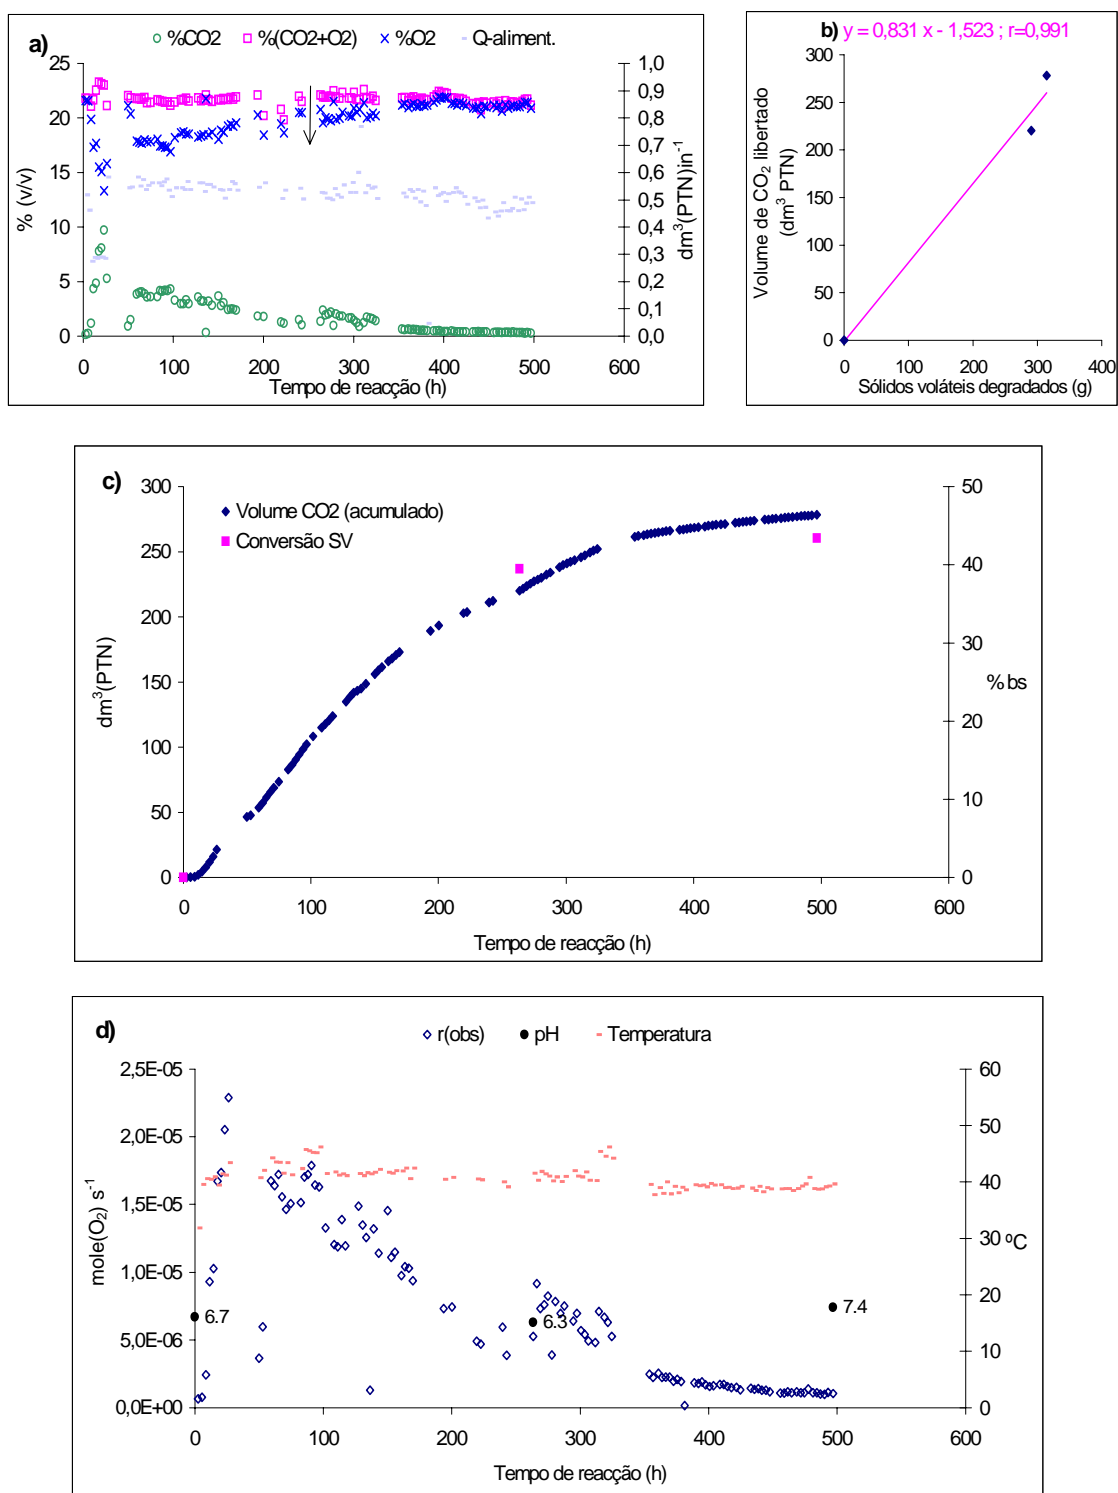 a)
%CO2 %(CO2+O2) %O2 Q-aliment.
25
20
15
10
5
0
% (v/v)
1,0
0,9
0,8
0,7
0,6
0,5
0,4
0,3
0,2
0,1
0,0
dm³(PTN)in⁻¹
0 100 200 300 400 500 600
Tempo de reacção (h)
b)
y = 0,831 x - 1,523 ; r=0,991
300
250
200
150
100
50
0
Volume de CO₂ libertado
(dm³ PTN)
0 100 200 300 400
Sólidos voláteis degradados (g)
c)
Volume CO2 (acumulado)
Conversão SV
300
250
200
150
100
50
0
dm³(PTN)
50
40
30
20
10
0
% bs
0 100 200 300 400 500 600
Tempo de reacção (h)
d)
r(obs) pH Temperatura
2,5E-05
2,0E-05
1,5E-05
1,0E-05
5,0E-06
0,0E+00
mole(O₂) s⁻¹
6.7
6.3
7.4
60
50
40
30
20
10
0
ºC
0 100 200 300 400 500 600
Tempo de reacção (h)